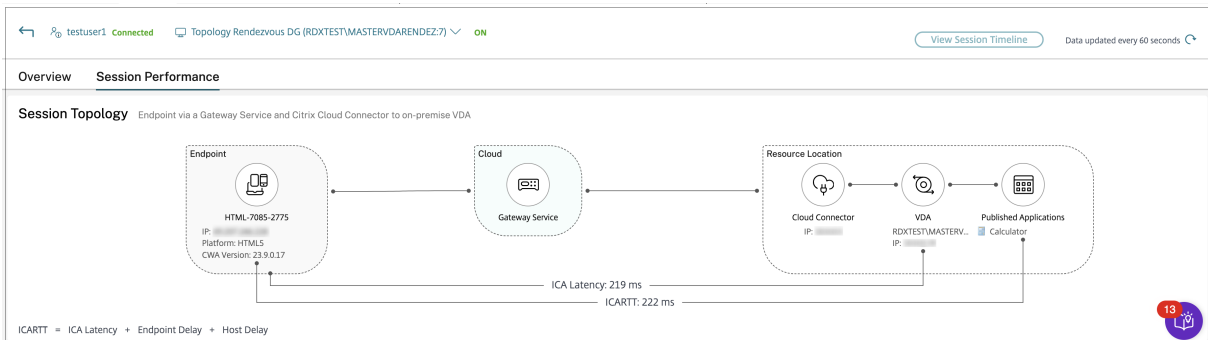 testuser1 Connected Topology Rendezvous DG (RDXTEST\MASTERVDARENDEZ:7) ON View Session Timeline Data updated every 60 seconds
Overview Session Performance
Session Topology Endpoint via a Gateway Service and Citrix Cloud Connector to on-premise VDA
Endpoint Cloud Resource Location
HTML-7085-2775 Gateway Service Cloud Connector VDA Published Applications
IP: IP: RDXTEST\MASTERV... Calculator
Platform: HTML5 IP:
CWA Version: 23.9.0.17
ICA Latency: 219 ms
ICARTT: 222 ms
13
ICARTT = ICA Latency + Endpoint Delay + Host Delay